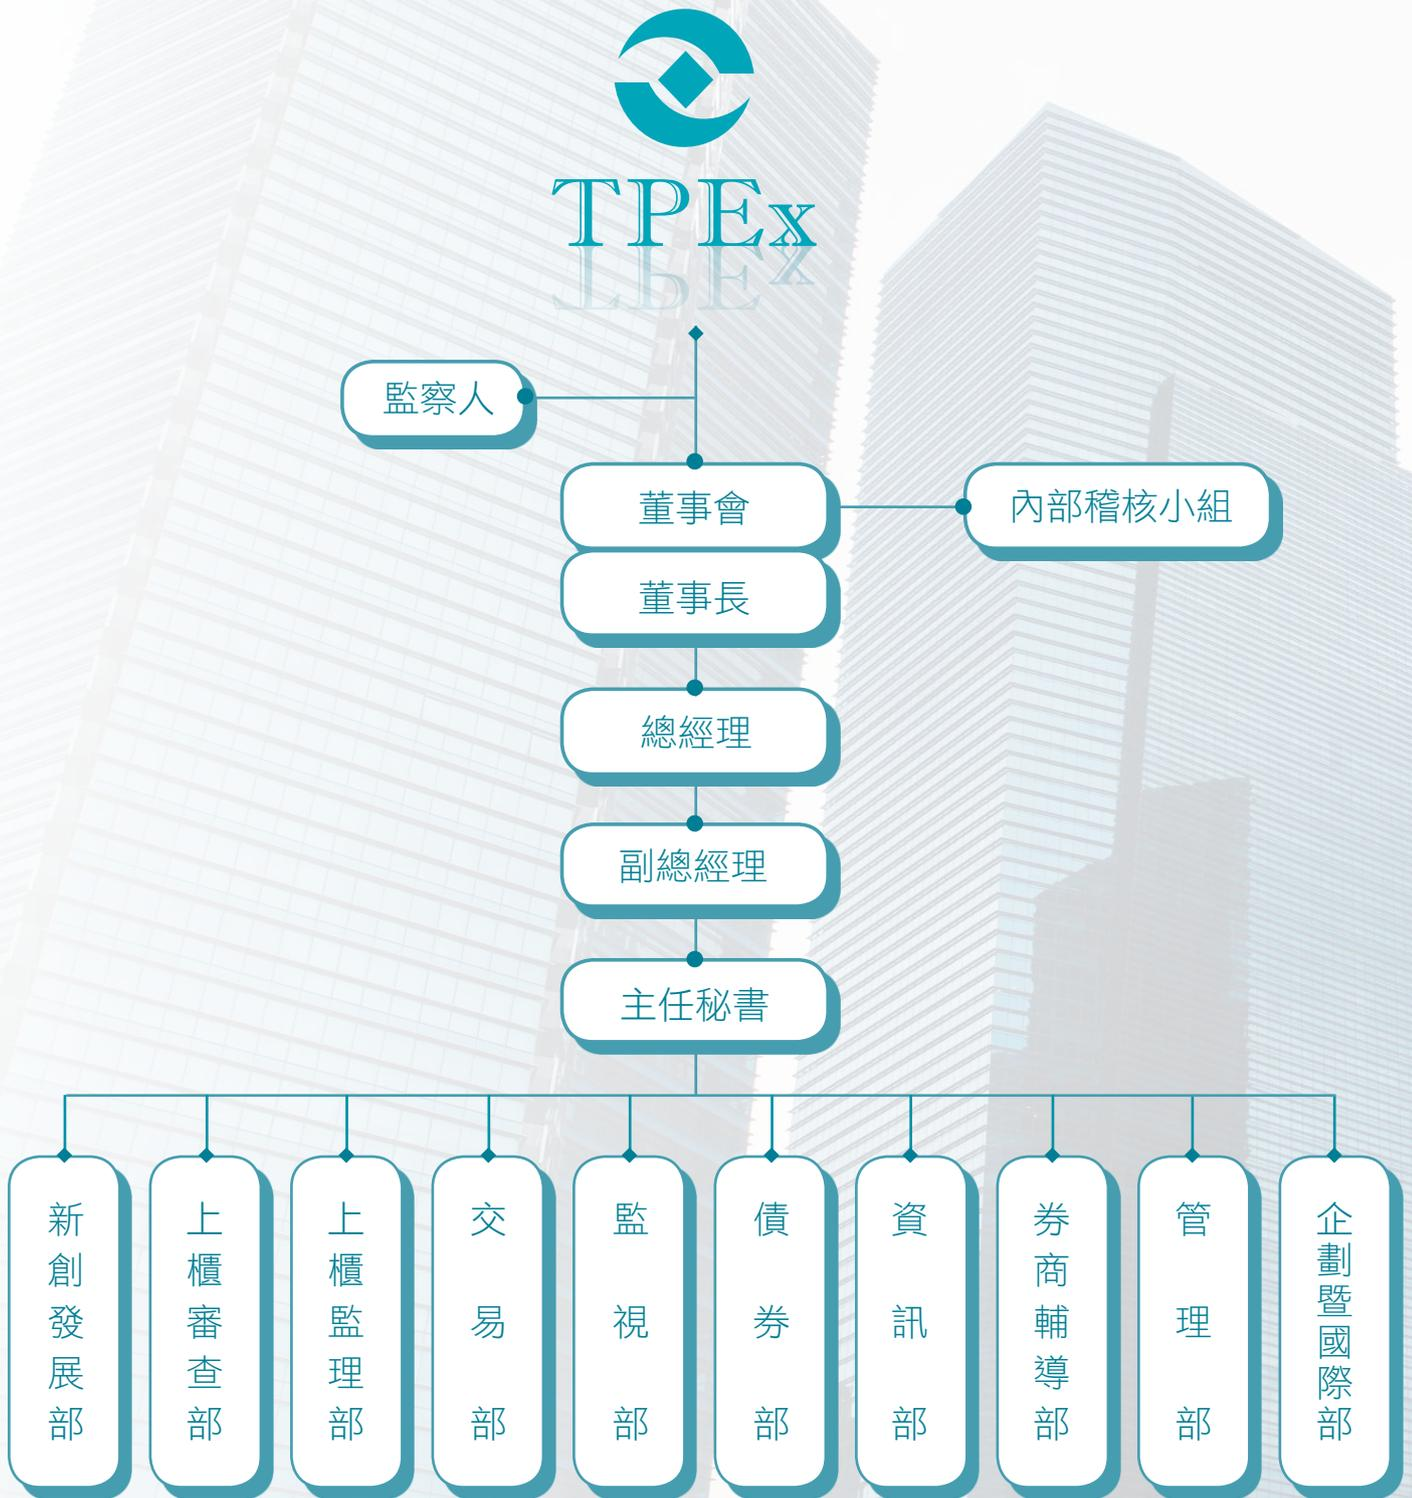 TPEx
監察人
董事會
內部稽核小組
董事長
總經理
副總經理
主任秘書
新創發展部
上櫃審查部
上櫃監理部
交易部
監視部
債券部
資訊部
券商輔導部
管理部
企劃暨國際部